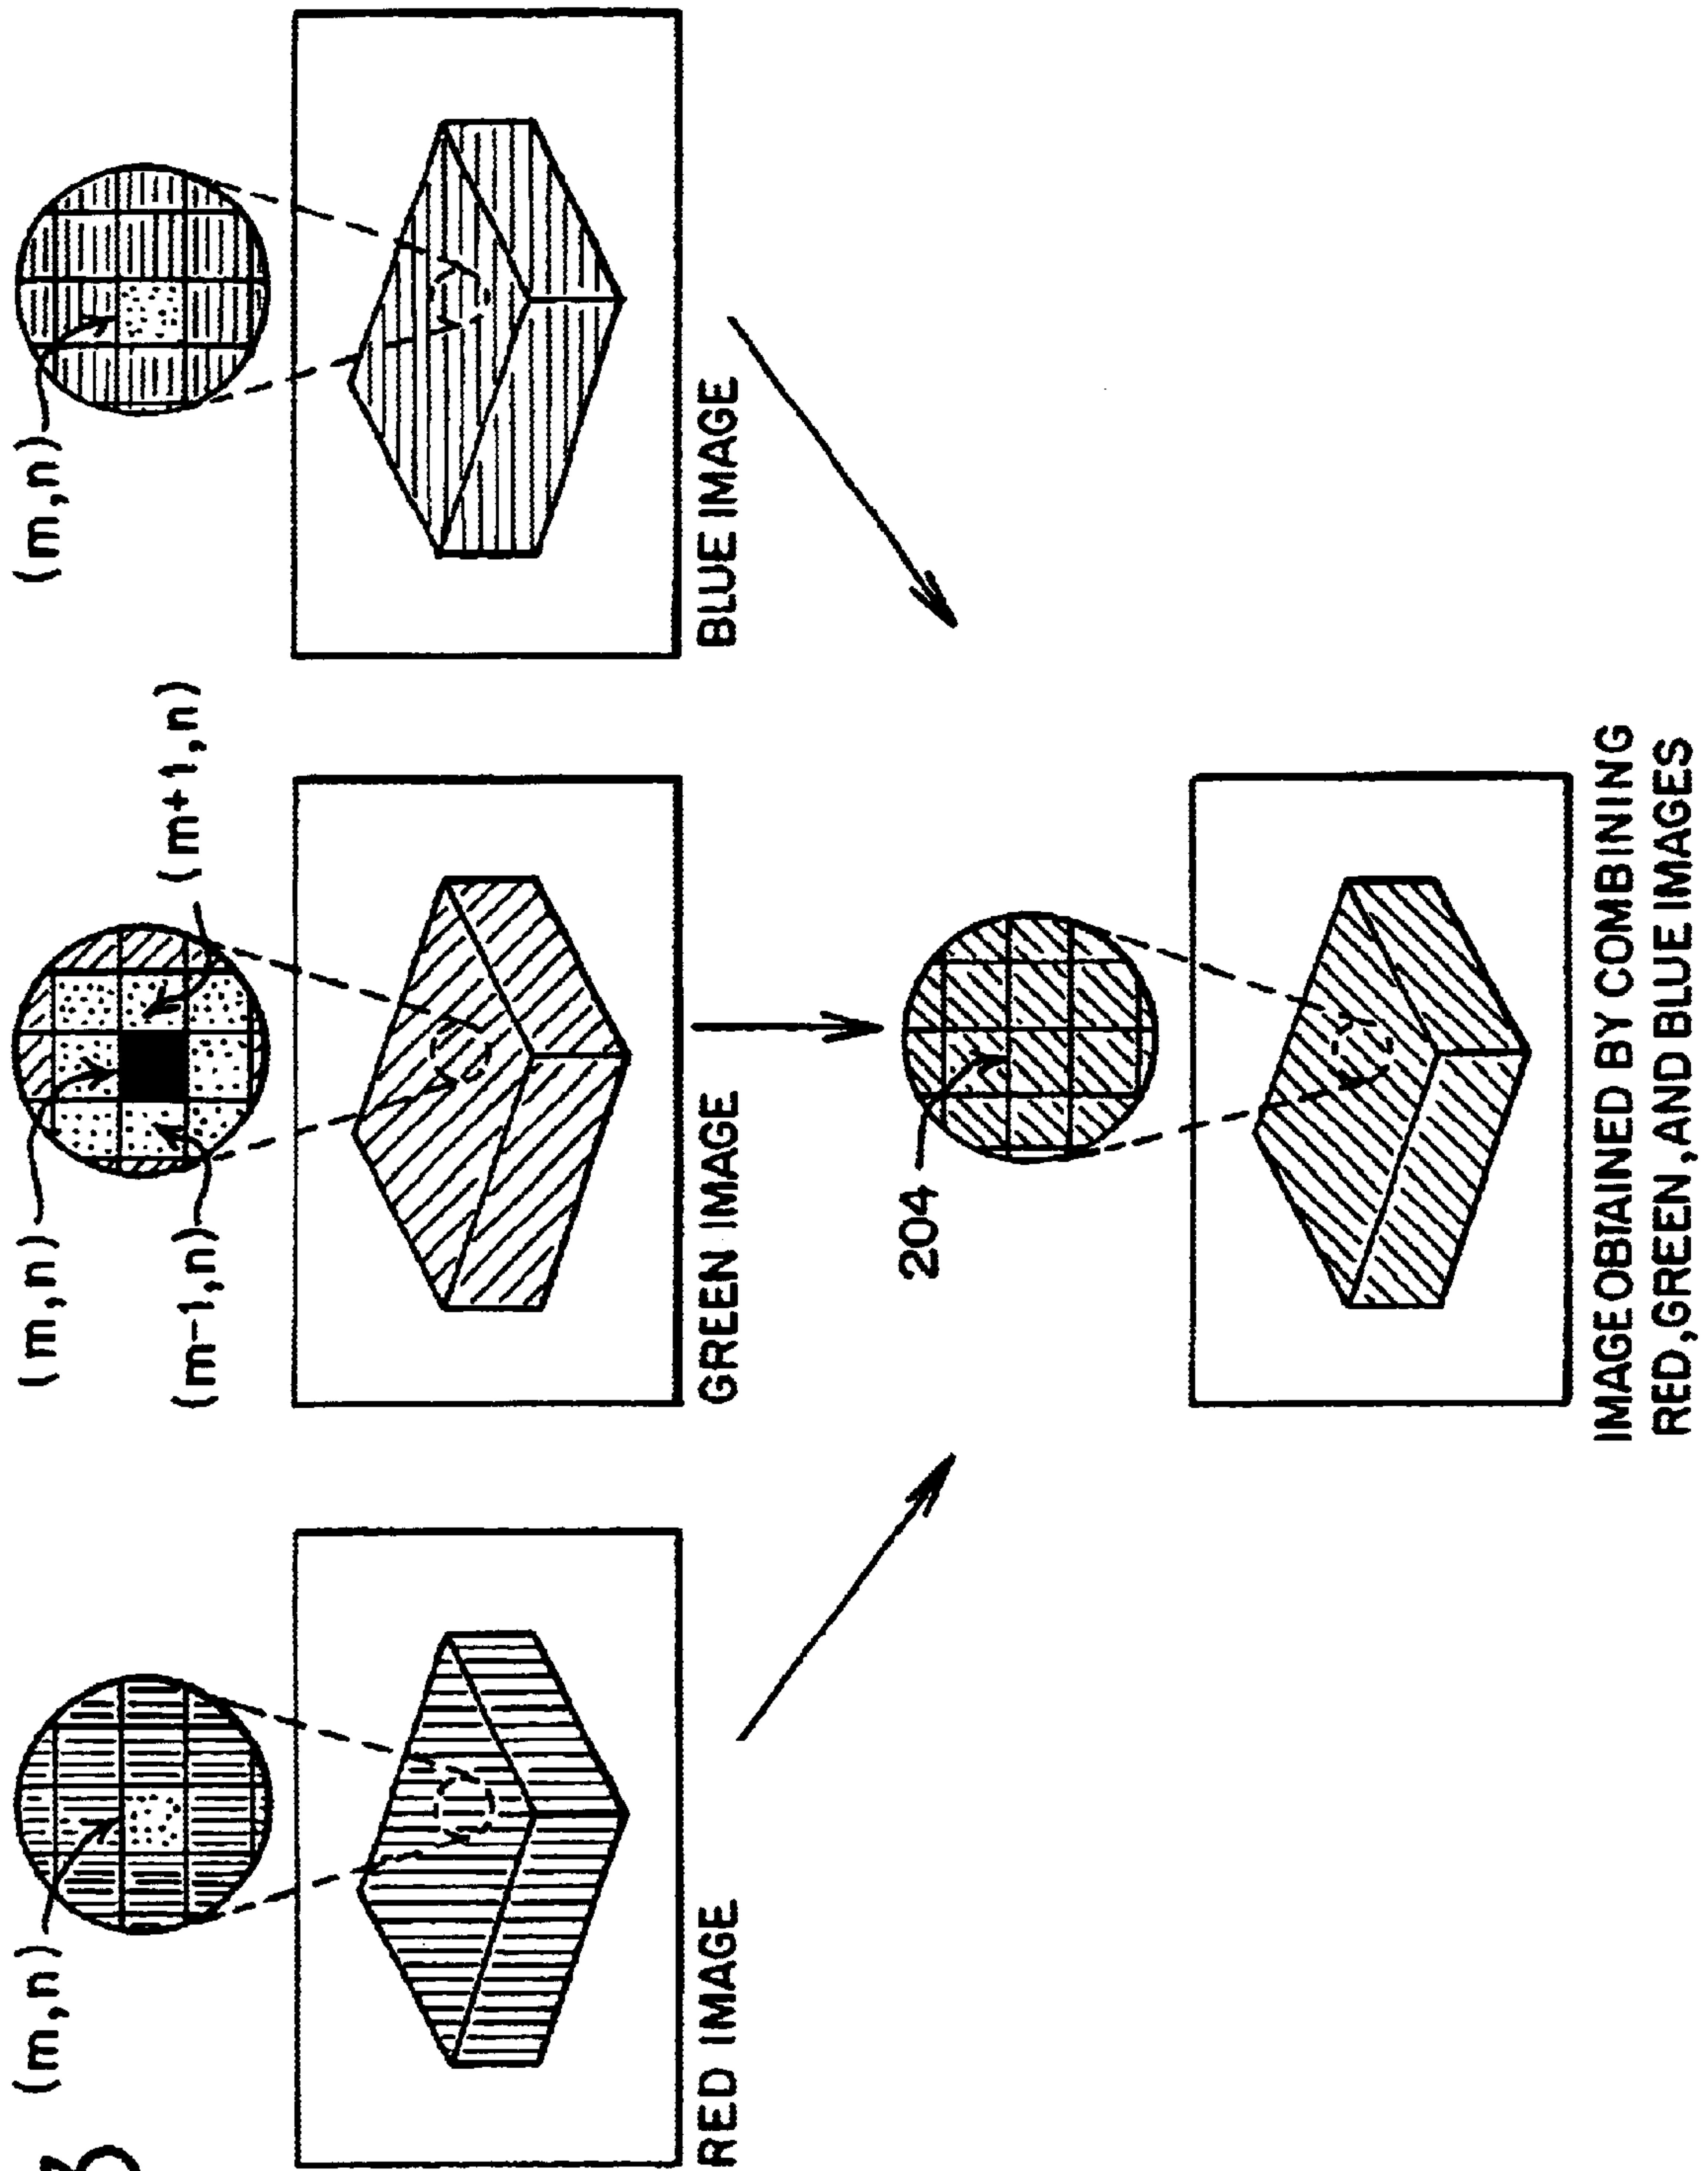 (m,n)
(m,n)
(m-1,n)
(m+1,n)
(m,n)
RED IMAGE
GREEN IMAGE
BLUE IMAGE
204
IMAGE OBTAINED BY COMBINING
RED,GREEN,AND BLUE IMAGES